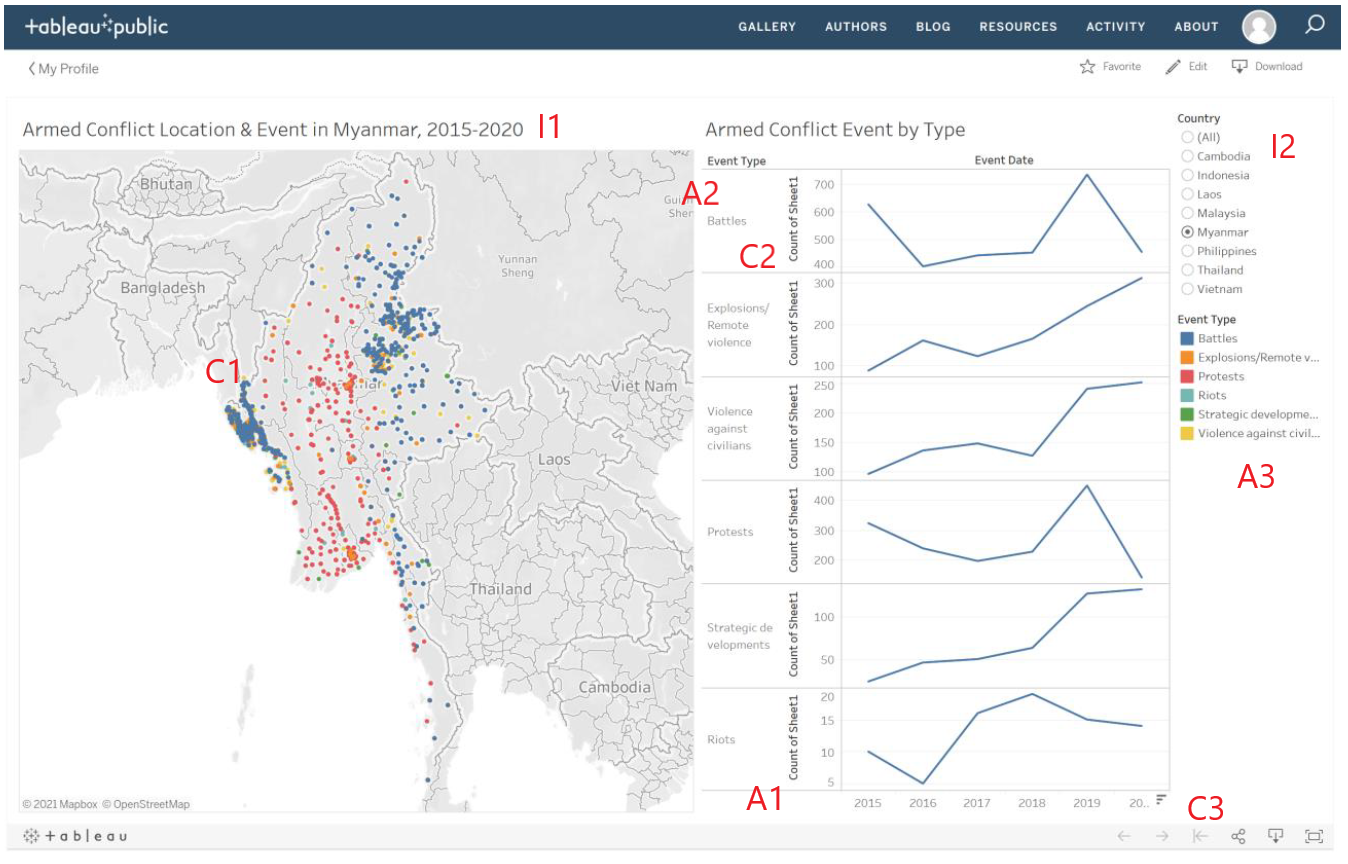 +ableau+public
GALLERY AUTHORS BLOG RESOURCES ACTIVITY ABOUT
My Profile
Favorite Edit Download
Armed Conflict Location & Event in Myanmar, 2015-2020 I1
Armed Conflict Event by Type
Country
(All)
Cambodia
Indonesia
Laos
Malaysia
Myanmar
Philippines
Thailand
Vietnam
I2
Event Type
Battles
Explosions/Remote v...
Protests
Riots
Strategic developme...
Violence against civil...
A3
Bhutan
Bangladesh
Yunnan
Sheng
Viêt Nam
Laos
Thailand
Cambodia
C1
© 2021 Mapbox © OpenStreetMap
Event Type Event Date
A2
Battles
C2
Count of Sheet1
700
600
500
400
Explosions/
Remote
violence
Count of Sheet1
300
200
100
Violence
against
civilians
Count of Sheet1
250
200
150
100
Protests
Count of Sheet1
400
300
200
Strategic de
velopments
Count of Sheet1
100
50
Riots
Count of Sheet1
20
15
10
5
A1
2015 2016 2017 2018 2019 20..
C3
+ableau